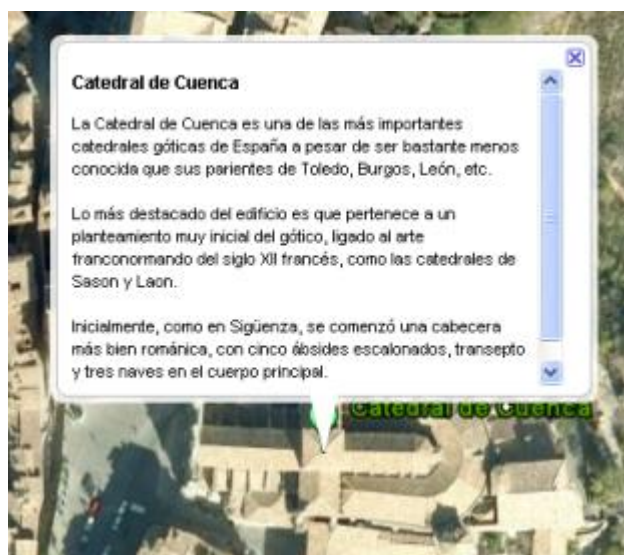 Catedral de Cuenca
La Catedral de Cuenca es una de las más importantes
catedrales góticas de España a pesar de ser bastante menos
conocida que sus parientes de Toledo, Burgos, León, etc.
Lo más destacado del edificio es que pertenece a un
planteamiento muy inicial del gótico, ligado al arte
franconormando del siglo XII francés, como las catedrales de
Sason y Laon.
Inicialmente, como en Sigüenza, se comenzó una cabecera
más bien románica, con cinco ábsides escalonados, transepto
y tres naves en el cuerpo principal.
Catedral de Cuenca